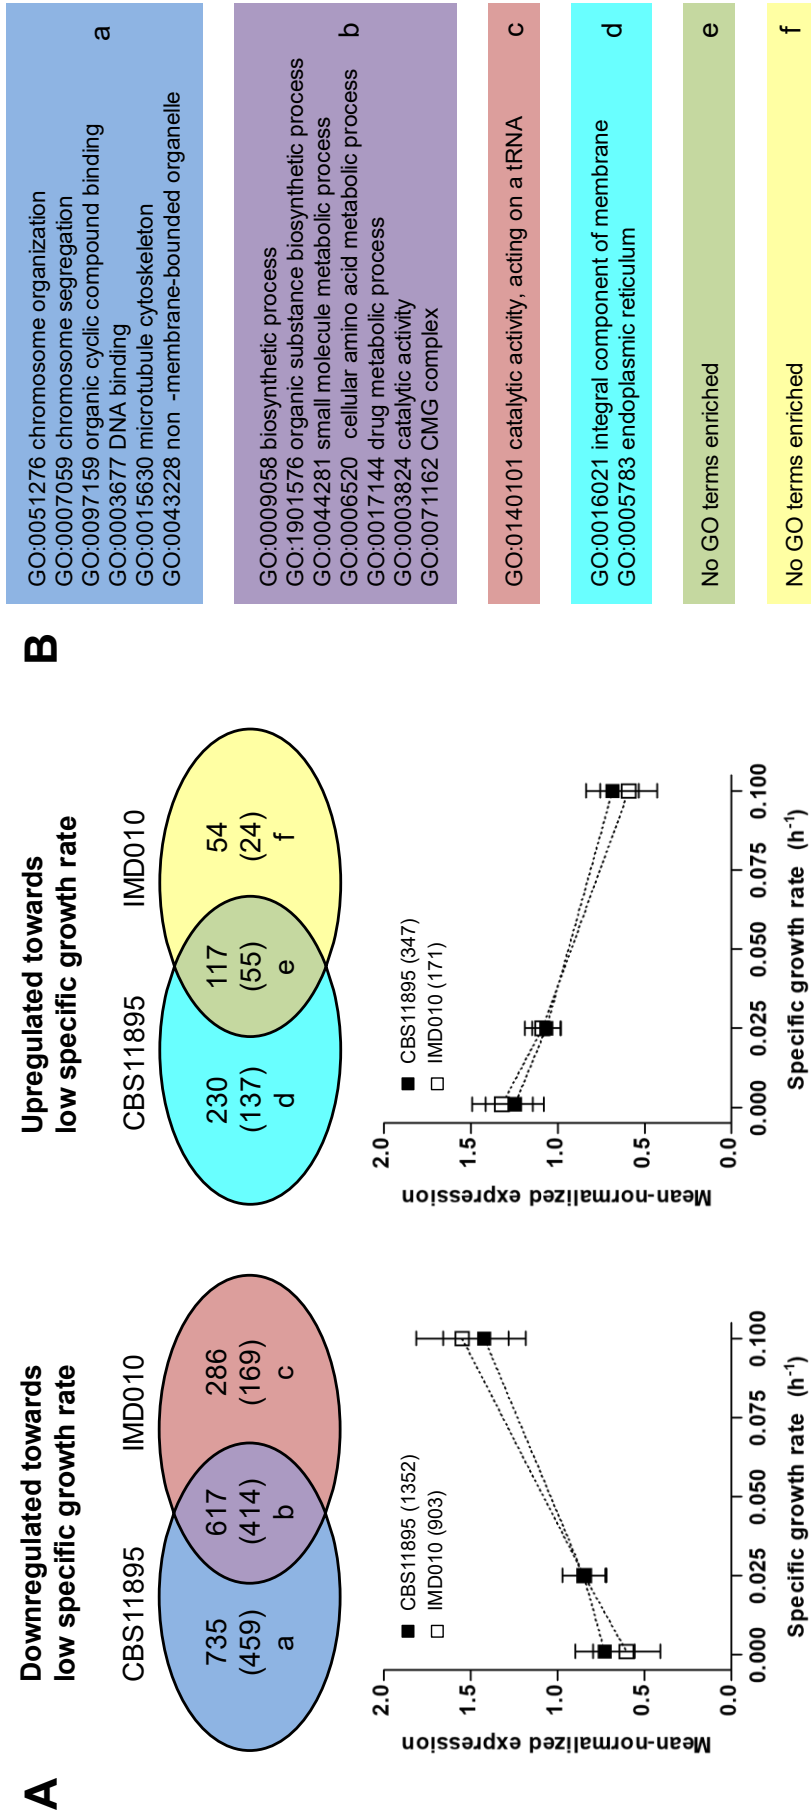 A
Downregulated towards
low specific growth rate
CBS11895
IMD010
735
(459)
a
617
(414)
b
286
(169)
c
Mean-normalized expression
2.0
1.5
1.0
0.5
0.0
CBS11895 (1352)
IMD010 (903)
0.000
0.025
0.050
0.075
0.100
Specific growth rate (h-1)
Upregulated towards
low specific growth rate
CBS11895
IMD010
230
(137)
d
117
(55)
e
54
(24)
f
Mean-normalized expression
2.0
1.5
1.0
0.5
0.0
CBS11895 (347)
IMD010 (171)
0.000
0.025
0.050
0.075
0.100
Specific growth rate (h-1)
B
GO:0051276 chromosome organization
GO:0007059 chromosome segregation
GO:0097159 organic cyclic compound binding
GO:0003677 DNA binding
GO:0015630 microtubule cytoskeleton
GO:0043228 non -membrane-bounded organelle
a
GO:0009058 biosynthetic process
GO:1901576 organic substance biosynthetic process
GO:0044281 small molecule metabolic process
GO:0006520 cellular amino acid metabolic process
GO:0017144 drug metabolic process
GO:0003824 catalytic activity
GO:0071162 CMG complex
b
GO:0140101 catalytic activity, acting on a tRNA
c
GO:0016021 integral component of membrane
GO:0005783 endoplasmic reticulum
d
No GO terms enriched
e
No GO terms enriched
f